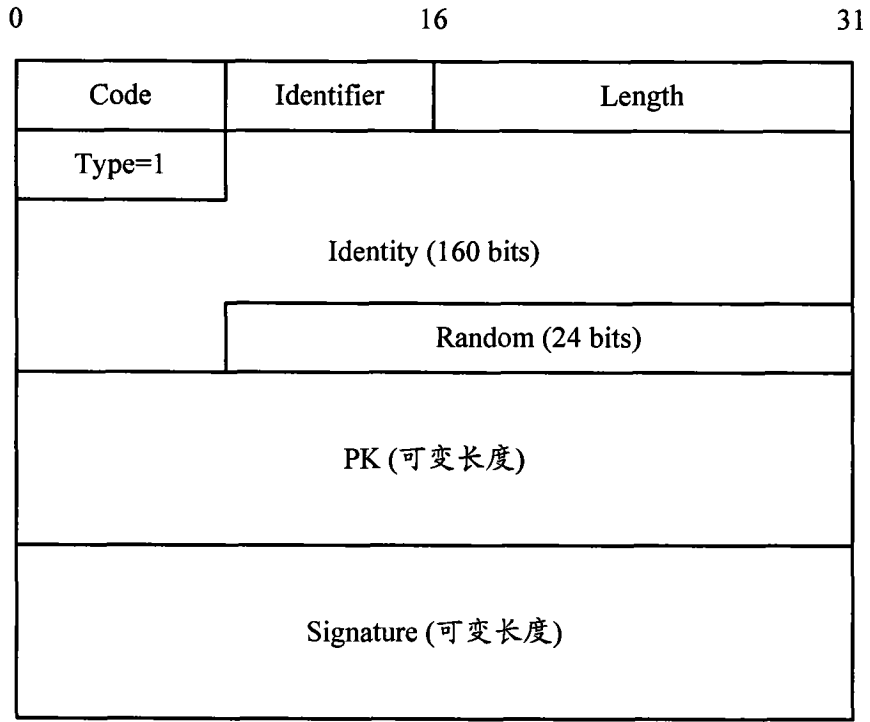 0 16 31
Code Identifier Length
Type=1
Identity (160 bits)
Random (24 bits)
PK (可变长度)
Signature (可变长度)